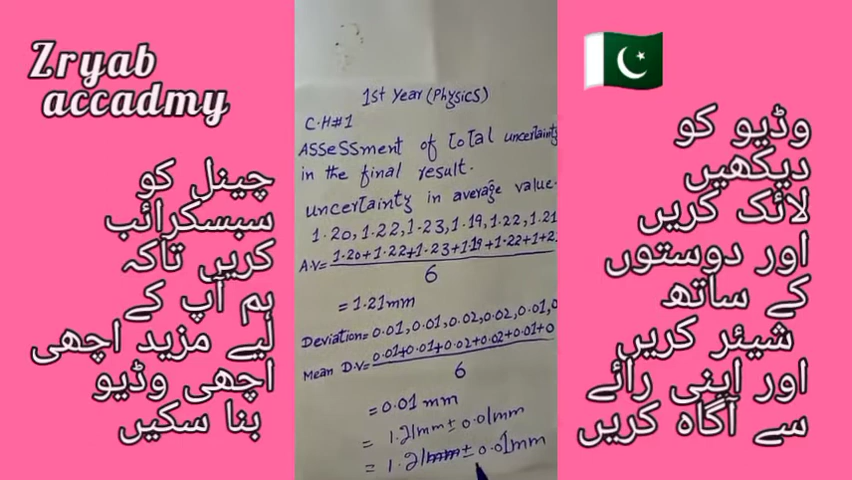 Zryab
accadmy
چینل کو
سبسکرائب
کریں تاکہ
ہم آپ کے
لیے مزید اچھی
اچھی وڈیو
بنا سکیں
1st Year (Physics)
C.H#1
Assessment of total uncertainty
in the final result.
uncertainty in average value.
1.20, 1.22, 1.23, 1.19, 1.22, 1.21
A.V= 1.20+1.22+1.23+1.19+1.22+1+21
6
= 1.21mm
Deviation= 0.01, 0.01, 0.02, 0.02, 0.01, 0
Mean D.V= 0.01+0.01+0.02+0.02+0.01+0
6
= 0.01 mm
= 1.21mm ± 0.01mm
= 1.21 ± 0.01mm
وڈیو کو
دیکھیں
لائک کریں
اور دوستوں
کے ساتھ
شیئر کریں
اور اپنی رائے
سے آگاہ کریں